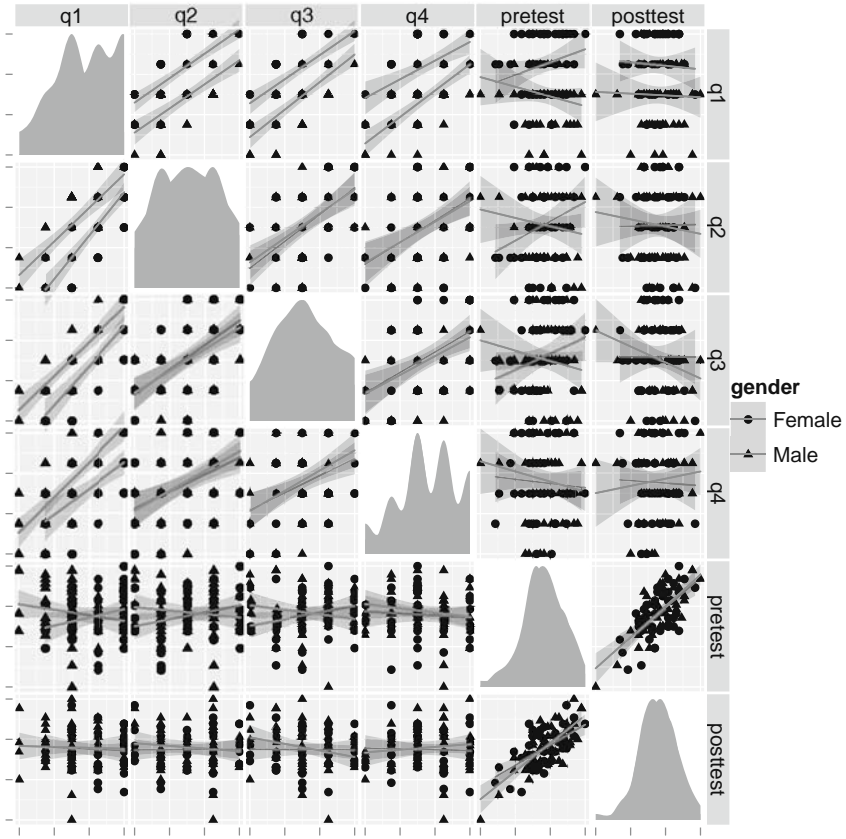 q1 q2 q3 q4 pretest posttest
q1
q2
q3
q4
pretest
posttest
gender
Female
Male